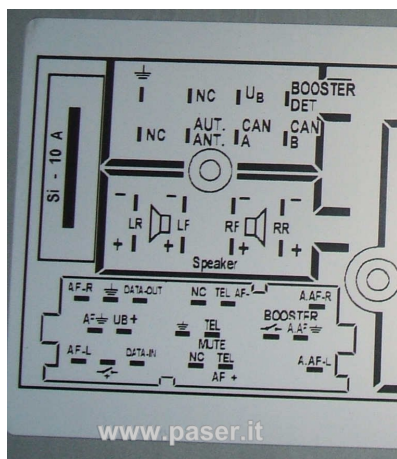 NC UB BOOSTER DET
NC AUT. ANT. CAN A CAN B
Si - 10 A
- - - -
LR LF RF RR
+ + + +
Speaker
AF-R DATA-OUT NC TEL AF- A.AF-R
AF UB+ TEL MUTE BOOSTER A.AF
AF-L DATA-IN NC TEL AF + A.AF-L
www.paser.it